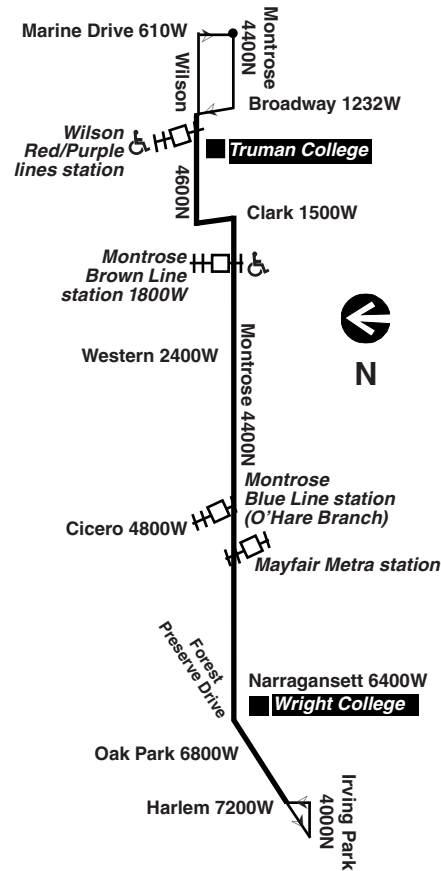 Marine Drive 610W
Montrose
4400N
Wilson
Broadway 1232W
Wilson
Red/Purple
lines station
Truman College
4600N
Clark 1500W
Montrose
Brown Line
station 1800W
N
Western 2400W
Montrose 4400N
Montrose
Blue Line station
(O'Hare Branch)
Cicero 4800W
Mayfair Metra station
Forest
Preserve Drive
Narragansett 6400W
Wright College
Oak Park 6800W
Harlem 7200W
Irving Park
4000N